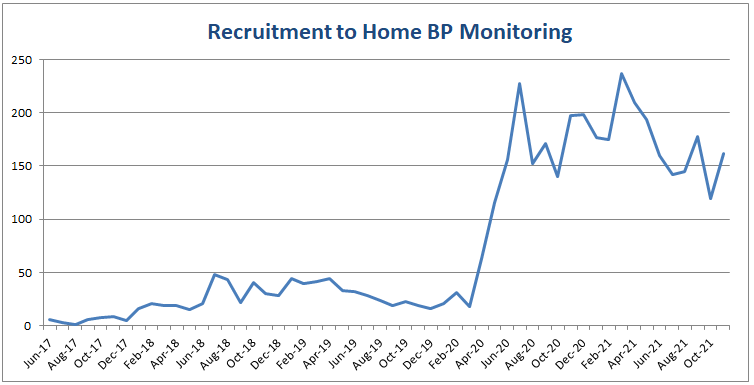 Recruitment to Home BP Monitoring
250
200
150
100
50
0
Jun-17
Aug-17
Oct-17
Dec-17
Feb-18
Apr-18
Jun-18
Aug-18
Oct-18
Dec-18
Feb-19
Apr-19
Jun-19
Aug-19
Oct-19
Dec-19
Feb-20
Apr-20
Jun-20
Aug-20
Oct-20
Dec-20
Feb-21
Apr-21
Jun-21
Aug-21
Oct-21